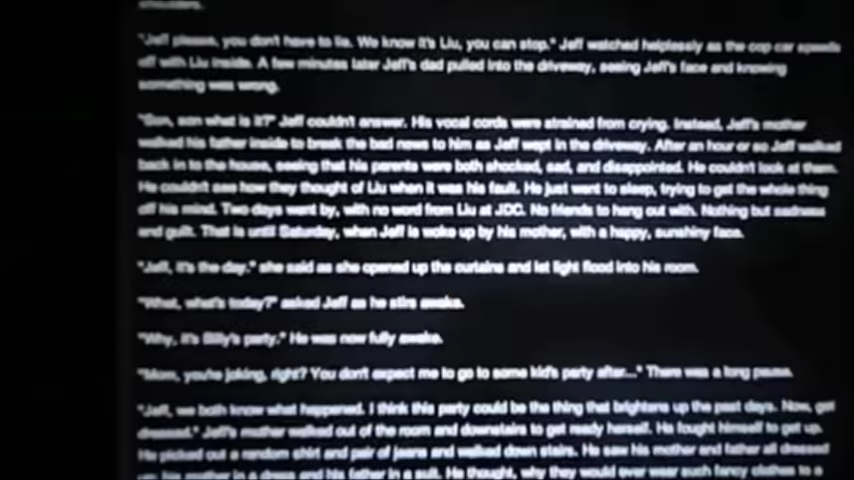 shoulders.
"Jeff please, you don't have to lie. We know it's Liu, you can stop." Jeff watched helplessly as the cop car speeds
off with Liu inside. A few minutes later Jeff's dad pulled into the driveway, seeing Jeff's face and knowing
something was wrong.
"Son, son what is it?" Jeff couldn't answer. His vocal cords were strained from crying. Instead, Jeff's mother
walked his father inside to break the bad news to him as Jeff wept in the driveway. After an hour or so Jeff walked
back in to the house, seeing that his parents were both shocked, sad, and disappointed. He couldn't look at them.
He couldn't see how they thought of Liu when it was his fault. He just went to sleep, trying to get the whole thing
off his mind. Two days went by, with no word from Liu at JDC. No friends to hang out with. Nothing but sadness
and guilt. That is until Saturday, when Jeff is woke up by his mother, with a happy, sunshiny face.
"Jeff, it's the day." she said as she opened up the curtains and let light flood into his room.
"What, what's today?" asked Jeff as he stirs awake.
"Why, it's Billy's party." He was now fully awake.
"Mom, you're joking, right? You don't expect me to go to some kid's party after..." There was a long pause.
"Jeff, we both know what happened. I think this party could be the thing that brightens up the past days. Now, get
dressed." Jeff's mother walked out of the room and downstairs to get ready herself. He fought himself to get up.
He picked out a random shirt and pair of jeans and walked down stairs. He saw his mother and father all dressed
up his mother in a dress and his father in a suit. He thought, why they would ever wear such fancy clothes to a